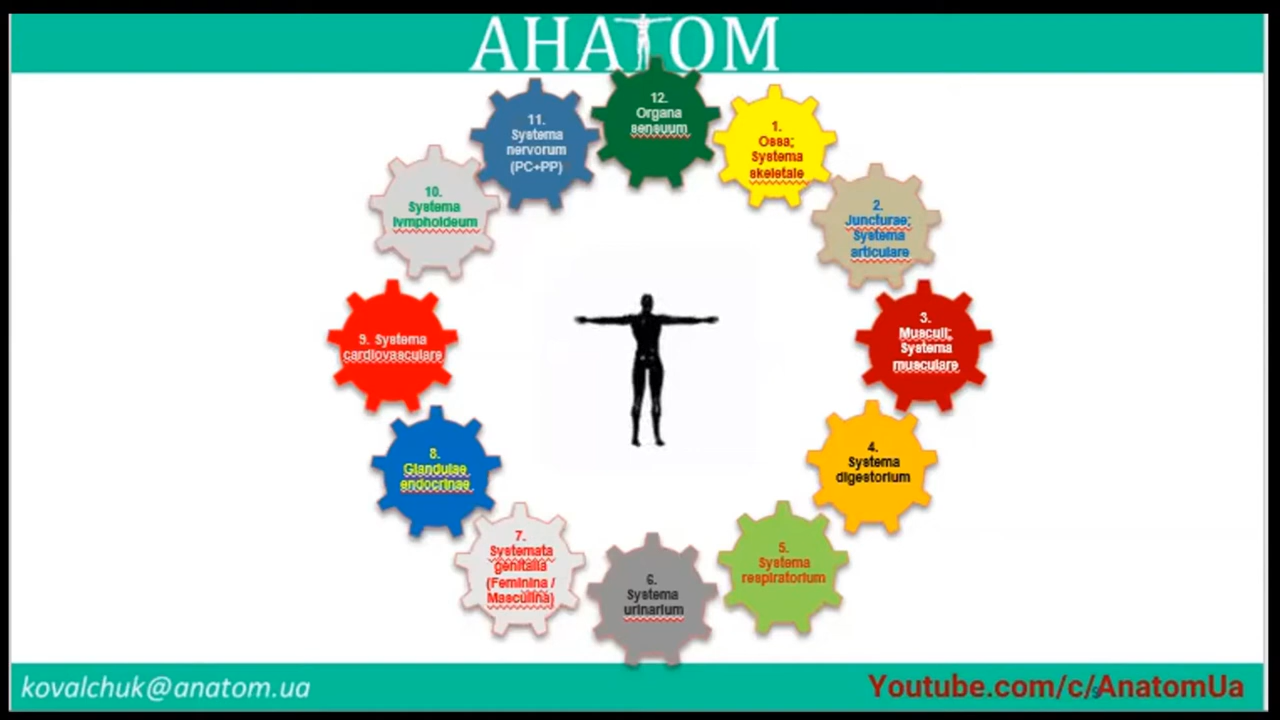 АНАТОМ
12.
Organa
sensuum
1.
Ossa;
Systema
skeletale
2.
Juncturae;
Systema
articulare
3.
Musculi;
Systema
musculare
4.
Systema
digestorium
5.
Systema
respiratorium
6.
Systema
urinarium
7.
Systemata
genitalia
(Feminina /
Masculina)
8.
Glandulae
endocrinae
9. Systema
cardiovasculare
10.
Systema
lymphoideum
11.
Systema
nervorum
(PC+PP)
kovalchuk@anatom.ua
Youtube.com/c/AnatomUa